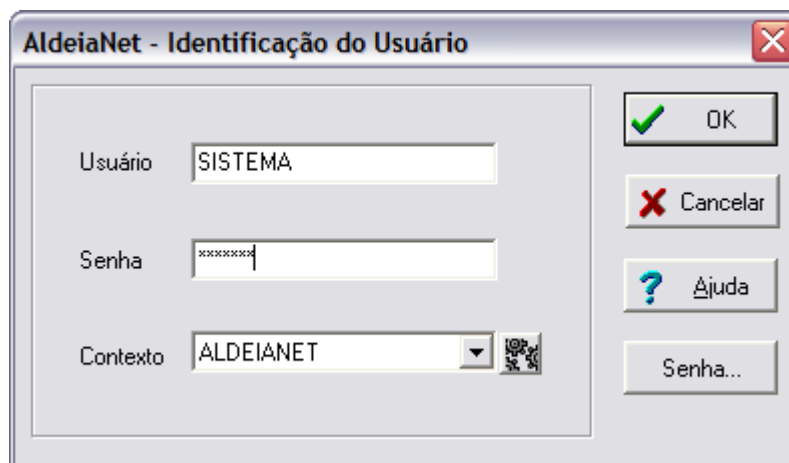 AldeiaNet - Identificação do Usuário
Usuário SISTEMA
Senha *******
Contexto ALDEIANET
OK
Cancelar
Ajuda
Senha...